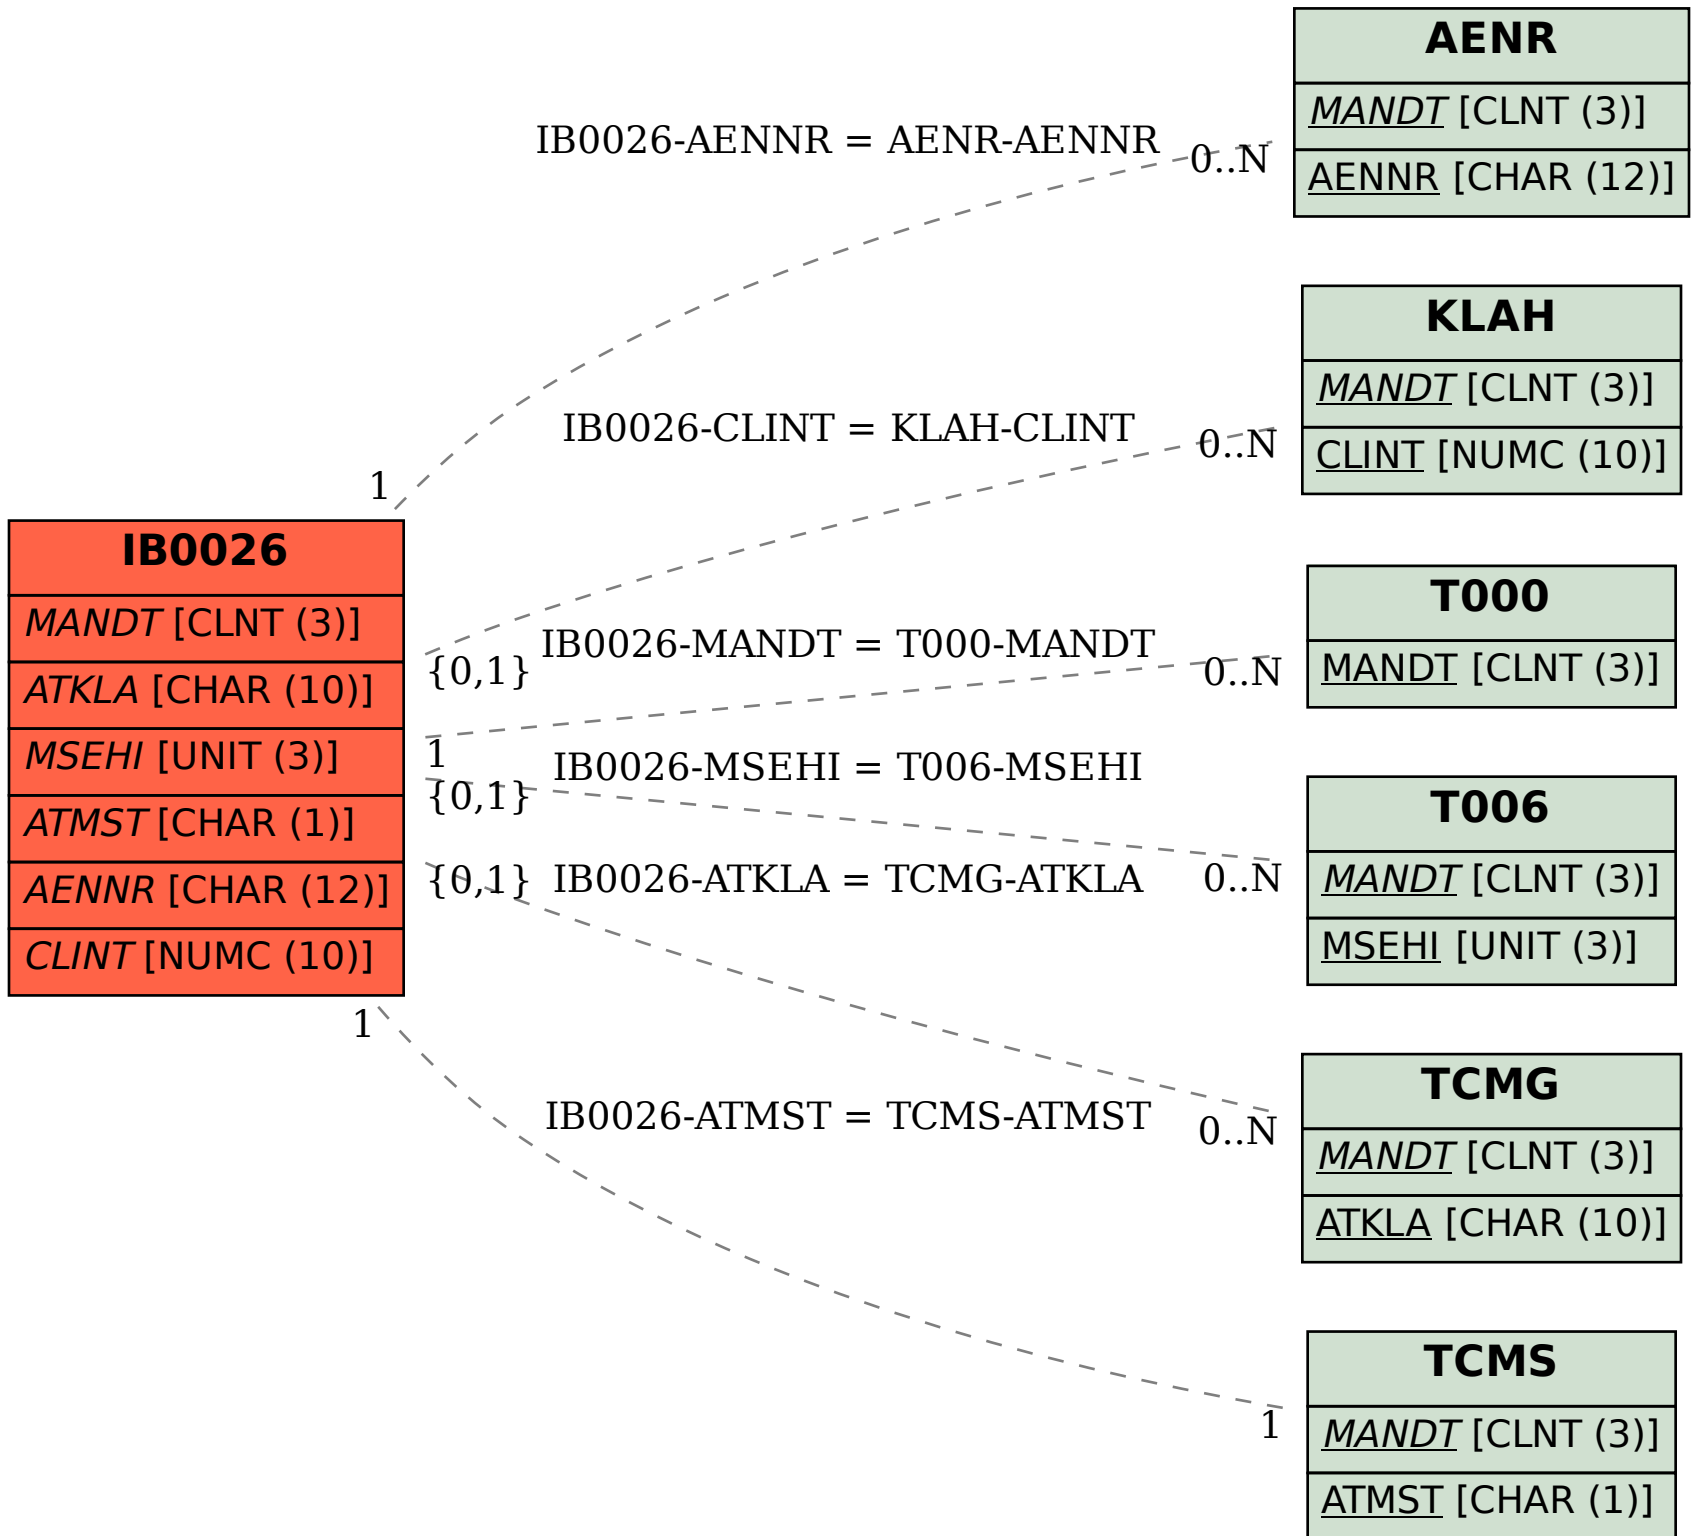 AENR
MANDT [CLNT (3)]
AENNR [CHAR (12)]
IB0026-AENNR = AENR-AENNR
0..N
1
KLAH
MANDT [CLNT (3)]
CLINT [NUMC (10)]
IB0026-CLINT = KLAH-CLINT
0..N
{0,1}
IB0026
MANDT [CLNT (3)]
ATKLA [CHAR (10)]
MSEHI [UNIT (3)]
ATMST [CHAR (1)]
AENNR [CHAR (12)]
CLINT [NUMC (10)]
T000
MANDT [CLNT (3)]
IB0026-MANDT = T000-MANDT
0..N
1
T006
MANDT [CLNT (3)]
MSEHI [UNIT (3)]
IB0026-MSEHI = T006-MSEHI
{0,1}
0..N
IB0026-ATKLA = TCMG-ATKLA
{0,1}
0..N
TCMG
MANDT [CLNT (3)]
ATKLA [CHAR (10)]
IB0026-ATMST = TCMS-ATMST
1
1
TCMS
MANDT [CLNT (3)]
ATMST [CHAR (1)]